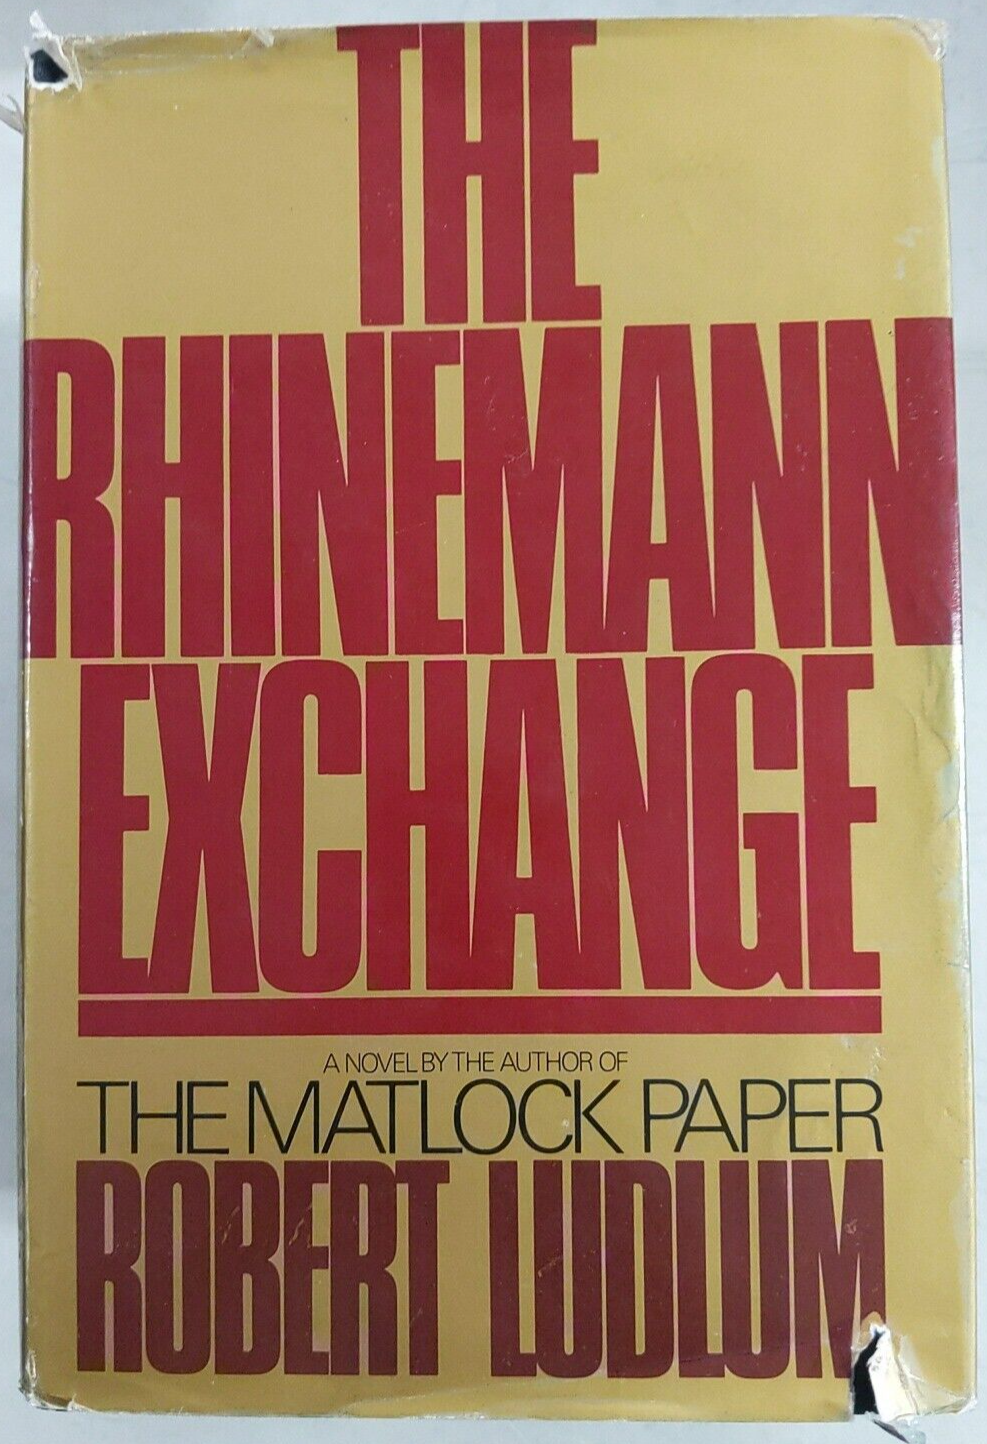 THE
RHINEMANN
EXCHANGE
A NOVEL BY THE AUTHOR OF
THE MATLOCK PAPER
ROBERT LUDLUM